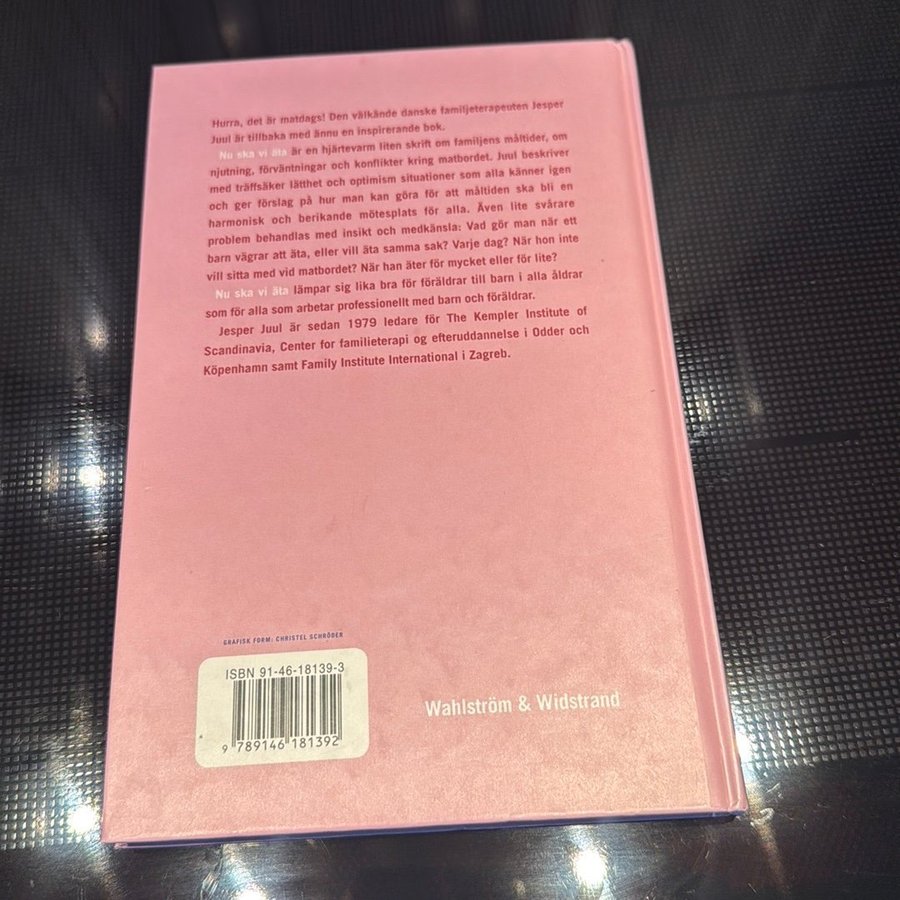 Hurra, det är matdags! Den välkände danske familjeterapeuten Jesper
Juul är tillbaka med ännu en inspirerande bok.
Nu ska vi äta är en hjärtevarm liten skrift om familjens måltider, om
njutning, förväntningar och konflikter kring matbordet. Juul beskriver
med träffsäker lätthet och optimism situationer som alla känner igen
och ger förslag på hur man kan göra för att måltiden ska bli en
harmonisk och berikande mötesplats för alla. Även lite svårare
problem behandlas med insikt och medkänsla: Vad gör man när ett
barn vägrar att äta, eller vill äta samma sak? Varje dag? När hon inte
vill sitta med vid matbordet? När han äter för mycket eller för lite?
Nu ska vi äta lämpar sig lika bra för föräldrar till barn i alla åldrar
som för alla som arbetar professionellt med barn och föräldrar.
Jesper Juul är sedan 1979 ledare för The Kempler Institute of
Scandinavia, Center for familieterapi og efteruddannelse i Odder och
Köpenhamn samt Family Institute International i Zagreb.
GRAFISK FORM: CHRISTEL SCHRÖDER
ISBN 91-46-18139-3
9 789146 181392
Wahlström & Widstrand